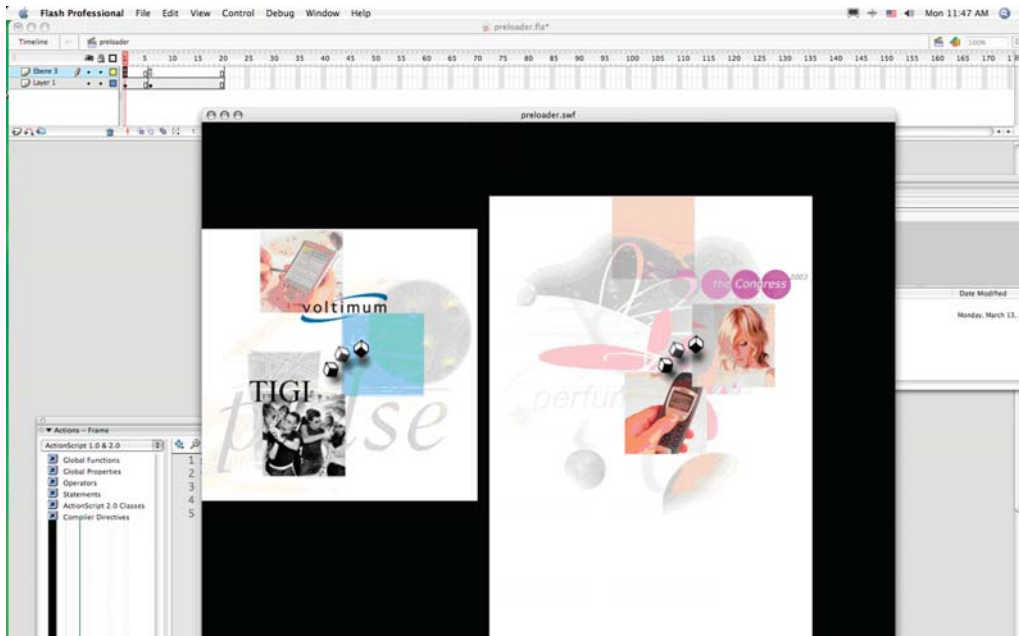 Flash Professional File Edit View Control Debug Window Help Mon 11:47 AM
preloader.fla*
Timeline preloader 100%
5 10 15 20 25 30 35 40 45 50 55 60 65 70 75 80 85 90 95 100 105 110 115 120 125 130 135 140 145 150 155 160 165 170
Ebene 3
Layer 1
1
preloader.swf
the Congress 2003
voltimum
TIGI
pulse
perfum
Date Modified
Monday, March 13,
Actions - Frame
ActionScript 1.0 & 2.0
Global Functions
Global Properties
Operators
Statements
ActionScript 2.0 Classes
Compiler Directives
1
2
3
4
5